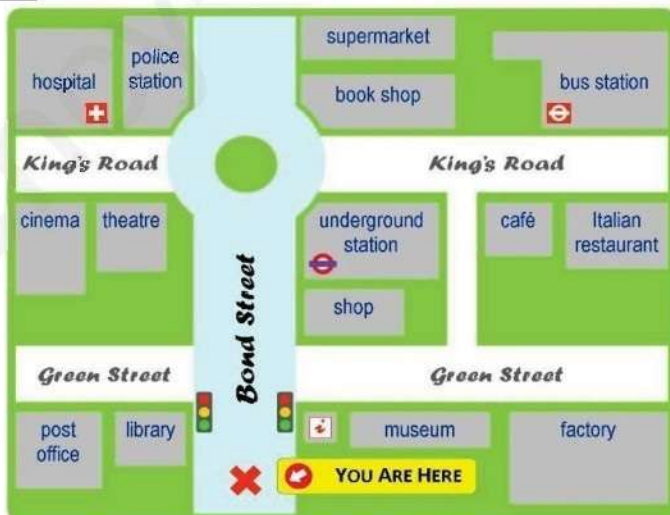 supermarket
police
station
hospital
book shop
bus station
King's Road
King's Road
cinema
theatre
underground
station
café
Italian
restaurant
Bond Street
shop
Green Street
Green Street
post
office
library
i
museum
factory
YOU ARE HERE